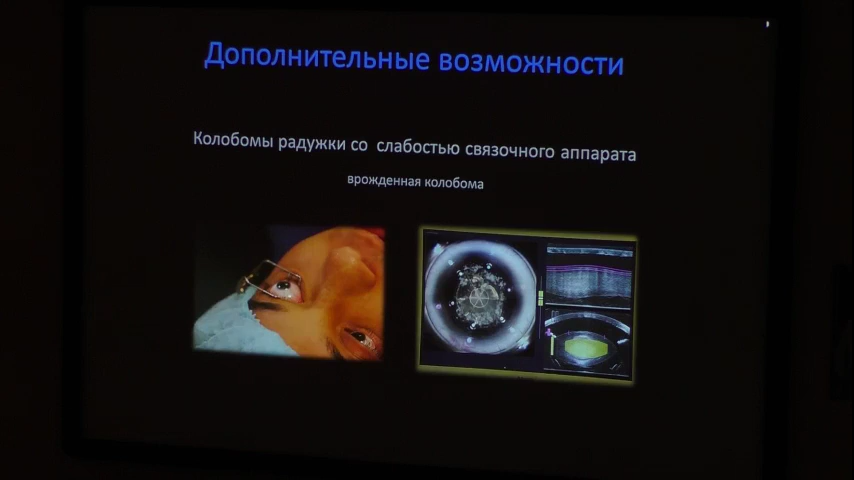 Дополнительные возможности
Колобомы радужки со слабостью связочного аппарата
врожденная колобома